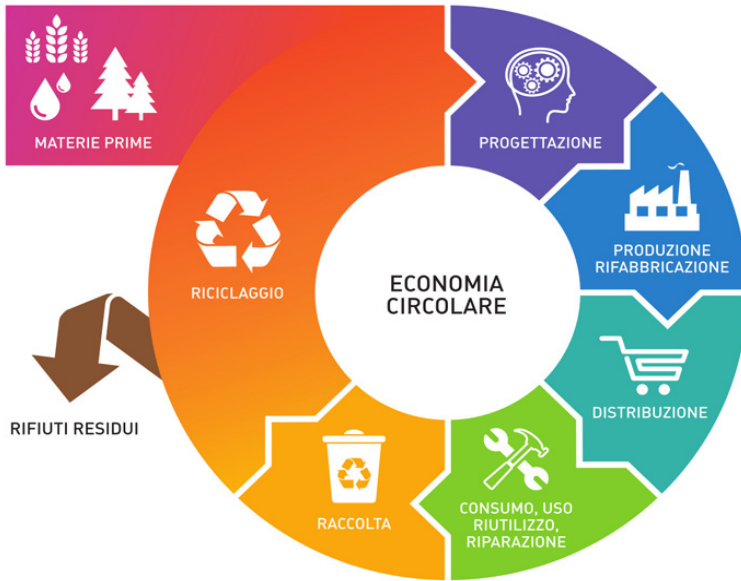 MATERIE PRIME
PROGETTAZIONE
PRODUZIONE
RIFABBRICAZIONE
DISTRIBUZIONE
CONSUMO, USO
RIUTILIZZO,
RIPARAZIONE
RACCOLTA
RICICLAGGIO
RIFIUTI RESIDUI
ECONOMIA
CIRCOLARE